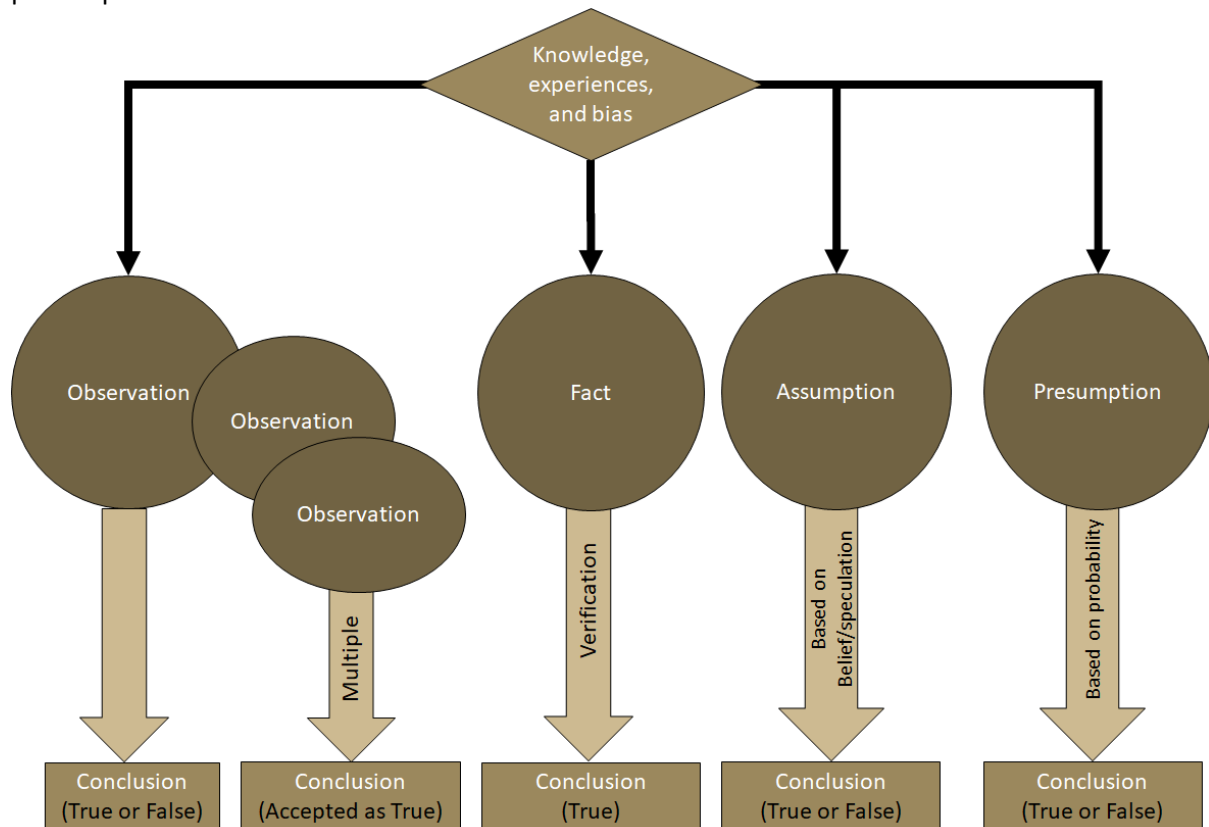 Knowledge,
experiences,
and bias
Observation
Observation
Observation
Fact
Assumption
Presumption
Multiple
Verification
Based on
Belief/speculation
Based on probability
Conclusion
(True or False)
Conclusion
(Accepted as True)
Conclusion
(True)
Conclusion
(True or False)
Conclusion
(True or False)